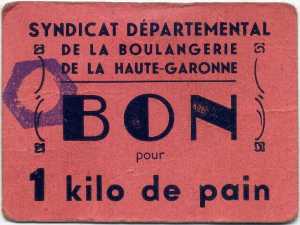 SYNDICAT DÉPARTEMENTAL
DE LA BOULANGERIE
DE LA HAUTE-GARONNE
BON
pour
1 kilo de pain